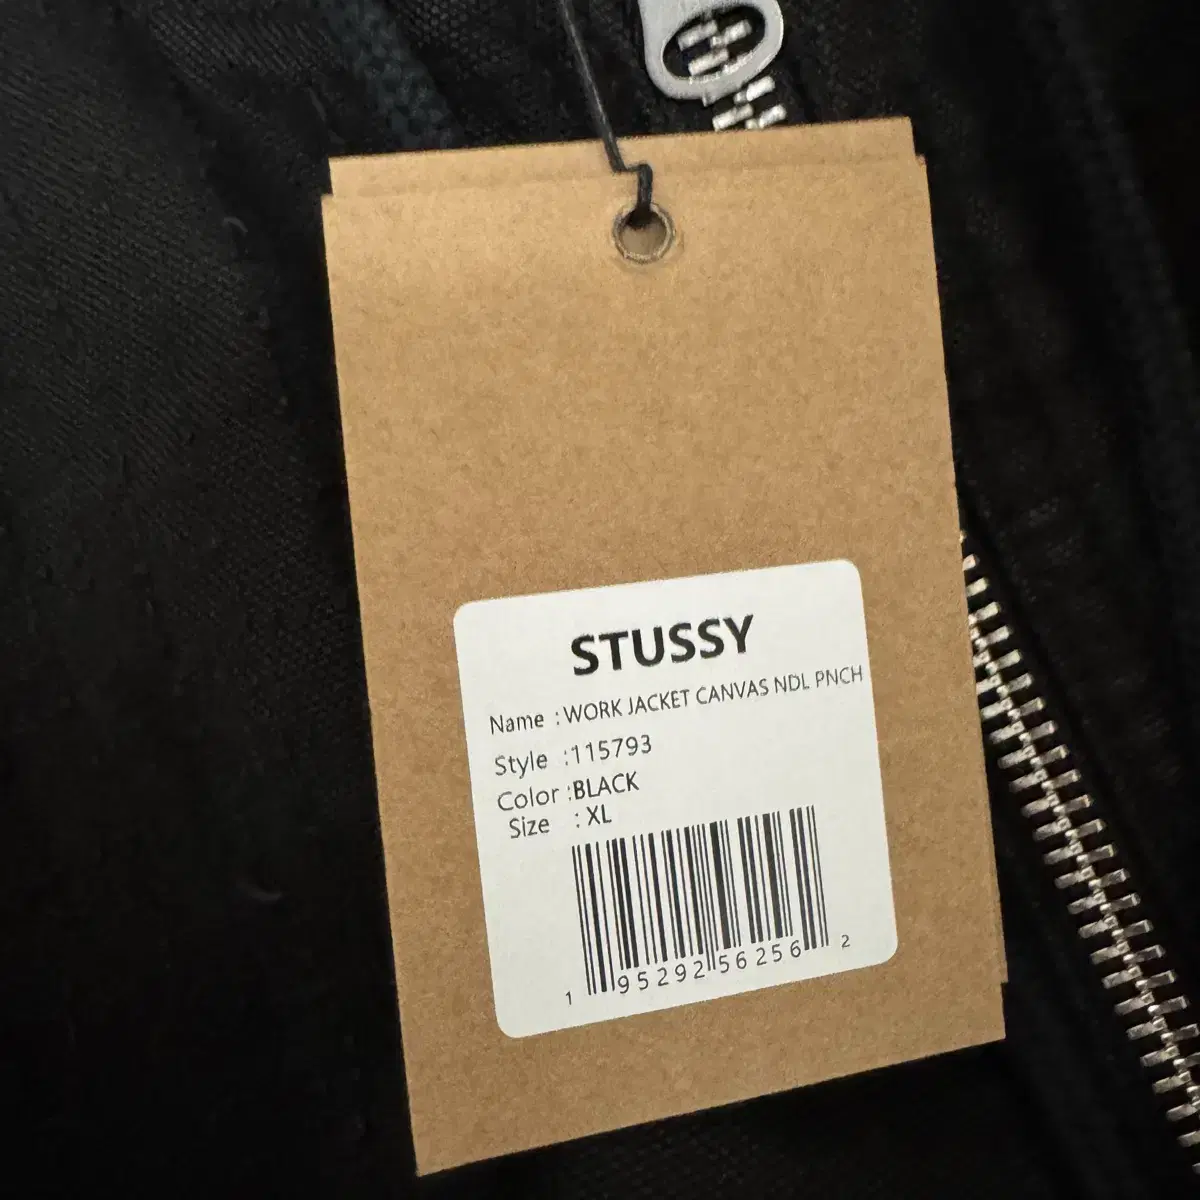 STUSSY
Name : WORK JACKET CANVAS NDL PNCH
Style :115793
Color :BLACK
Size : XL
1 95292 56256 2